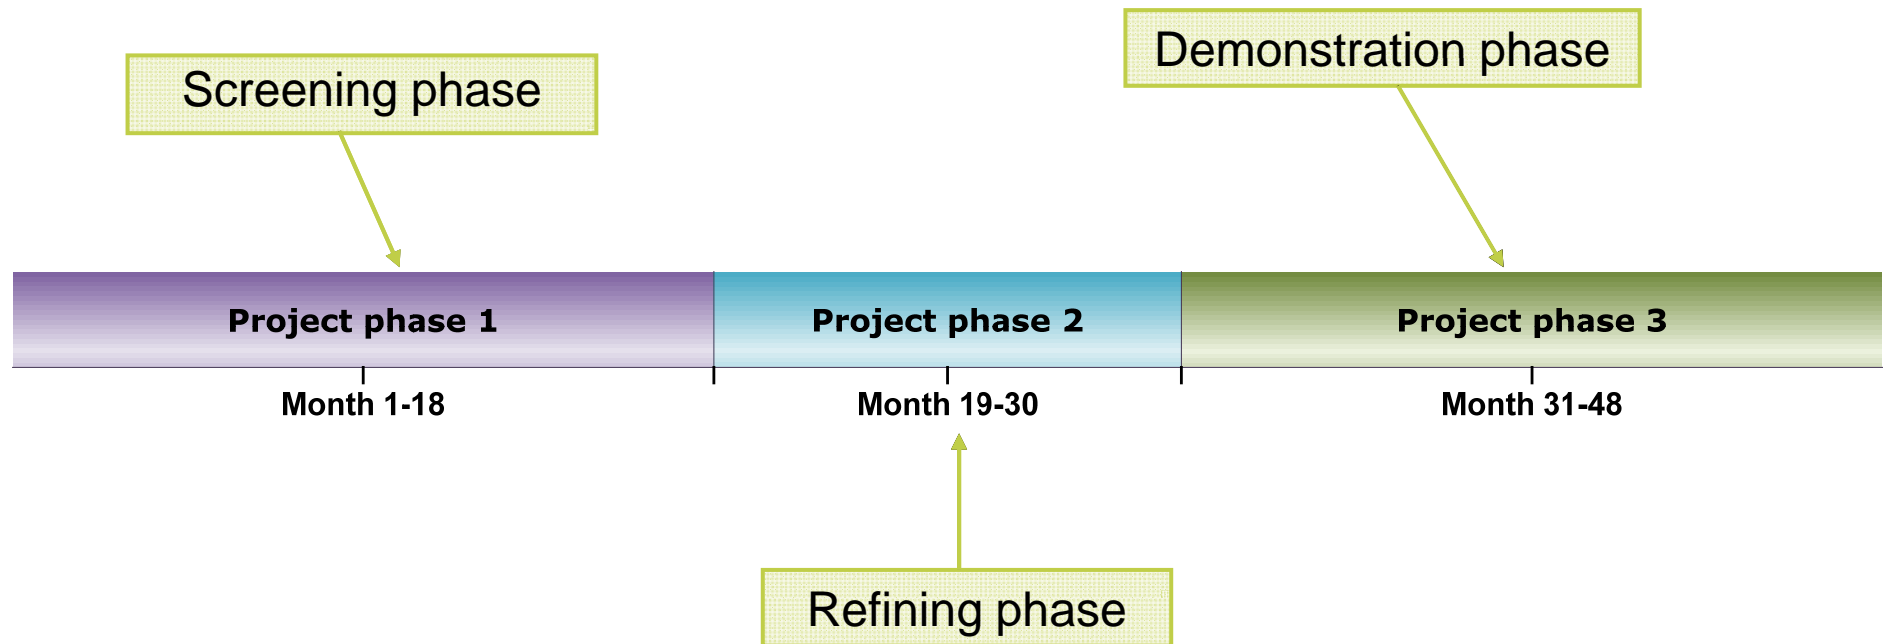 Demonstration phase
Screening phase
Project phase 1
Project phase 2
Project phase 3
Month 1-18
Month 19-30
Month 31-48
Refining phase